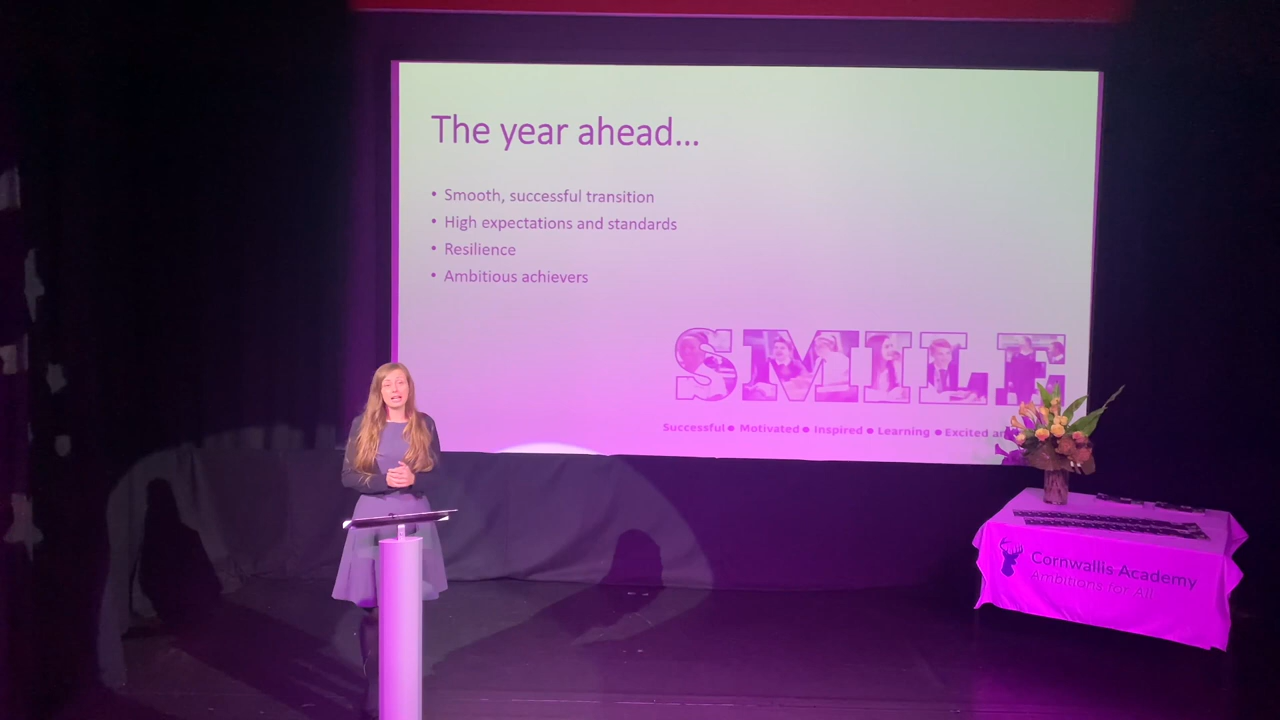 The year ahead...
• Smooth, successful transition
• High expectations and standards
• Resilience
• Ambitious achievers
SMILE
Successful • Motivated • Inspired • Learning • Excited
Cornwallis Academy
Ambitions for All